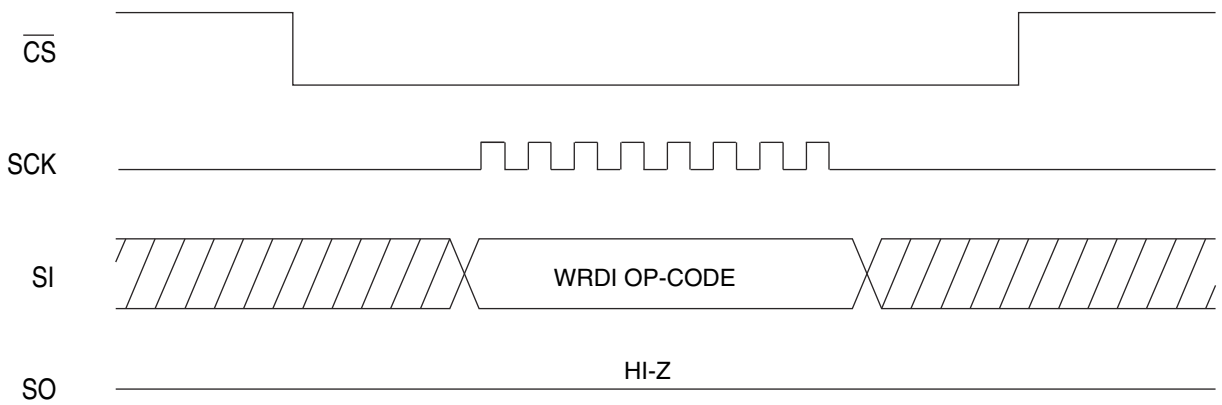 CS
SCK
SI
WRDI OP-CODE
HI-Z
SO